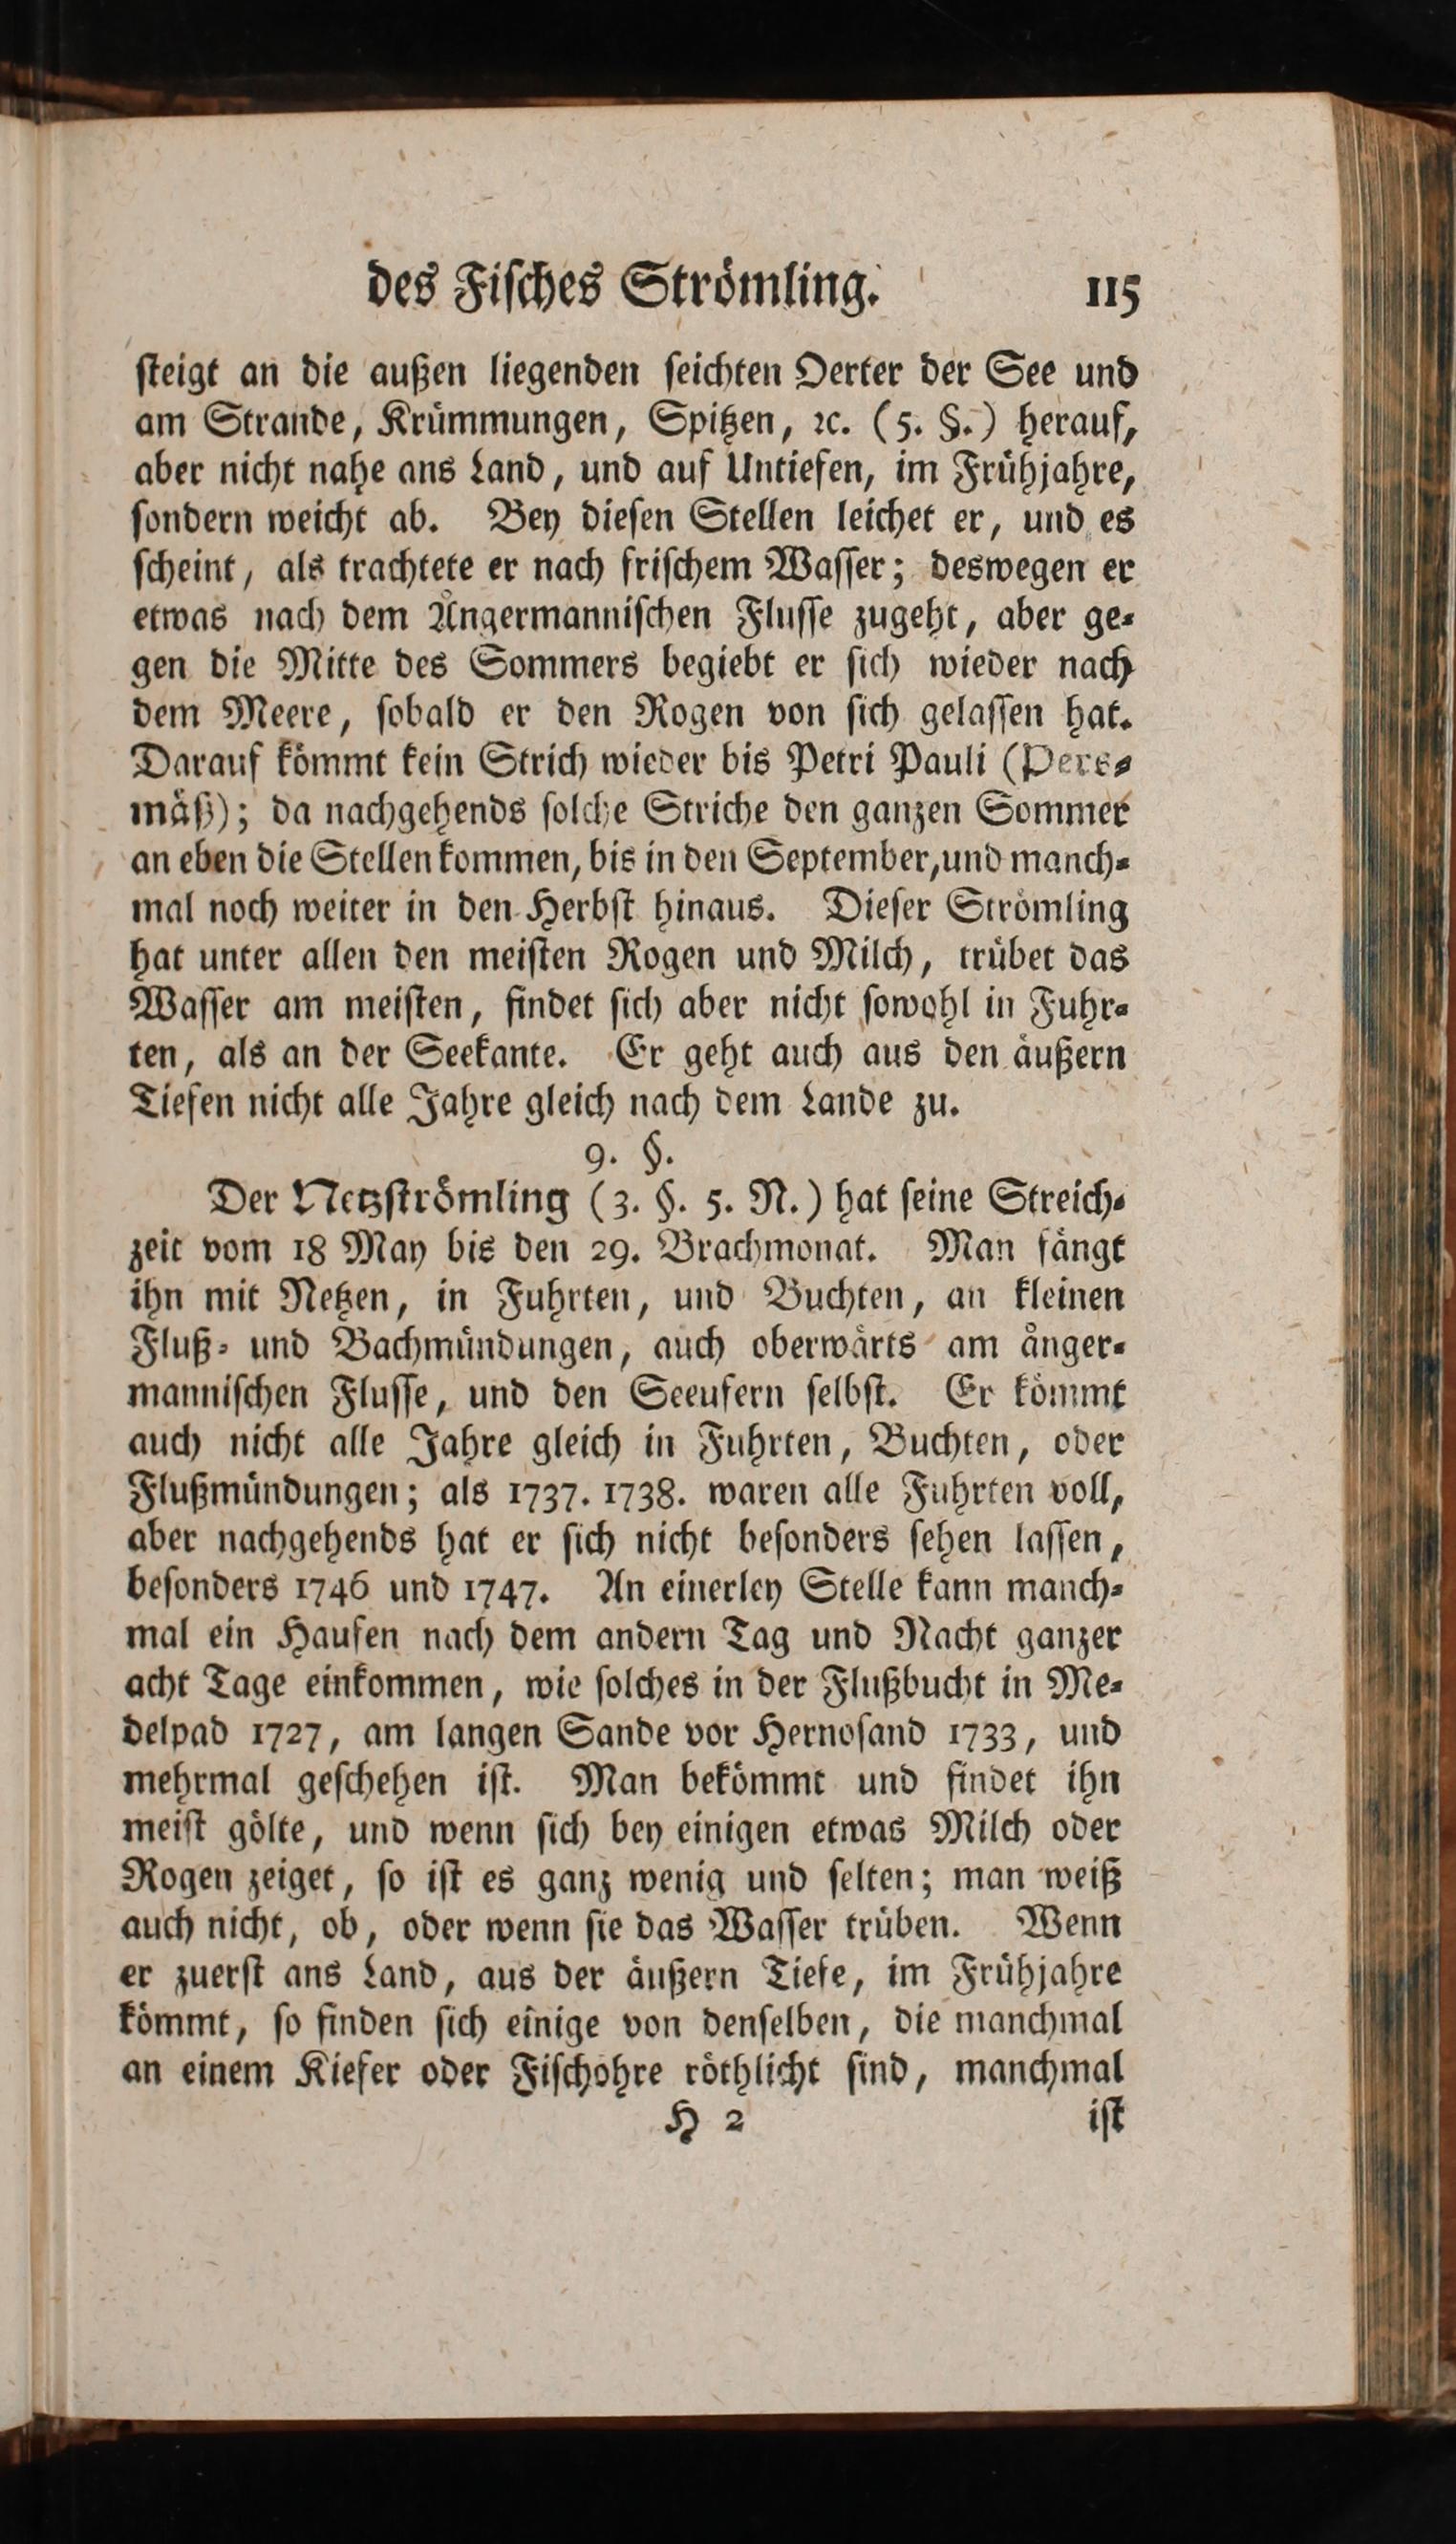 des Fiſches Strömling. 115
ſteigt an die außen liegenden ſeichten Oerter der See und
am Strande, Krümmungen, Spitzen, ꝛc. (5. §.) herauf,
aber nicht nahe ans Land, und auf Untiefen, im Frühjahre,
ſondern weicht ab. Bey dieſen Stellen leichet er, und es
ſcheint, als trachtete er nach friſchem Waſſer; deswegen er
etwas nach dem Ångermanniſchen Fluſſe zugeht, aber ge-
gen die Mitte des Sommers begiebt er ſich wieder nach
dem Meere, ſobald er den Rogen von ſich gelaſſen hat.
Darauf kömmt kein Strich wieder bis Petri Pauli (Pers-
mäß); da nachgehends ſolche Striche den ganzen Sommer
an eben die Stellen kommen, bis in den September, und manch-
mal noch weiter in den Herbſt hinaus. Dieſer Strömling
hat unter allen den meiſten Rogen und Milch, trübet das
Waſſer am meiſten, findet ſich aber nicht ſowohl in Fuhr-
ten, als an der Seekante. Er geht auch aus den äußern
Tiefen nicht alle Jahre gleich nach dem Lande zu.
9. §.
Der Netzſtrömling (3. §. 5. N.) hat ſeine Streich-
zeit vom 18 May bis den 29. Brachmonat. Man fängt
ihn mit Netzen, in Fuhrten, und Buchten, an kleinen
Fluß- und Bachmündungen, auch oberwärts am ånger-
manniſchen Fluſſe, und den Seeufern ſelbſt. Er kömmt
auch nicht alle Jahre gleich in Fuhrten, Buchten, oder
Flußmündungen; als 1737. 1738. waren alle Fuhrten voll,
aber nachgehends hat er ſich nicht beſonders ſehen laſſen,
beſonders 1746 und 1747. An einerley Stelle kann manch-
mal ein Haufen nach dem andern Tag und Nacht ganzer
acht Tage einkommen, wie ſolches in der Flußbucht in Me-
delpad 1727, am langen Sande vor Hernoſand 1733, und
mehrmal geſchehen iſt. Man bekömmt und findet ihn
meiſt gölte, und wenn ſich bey einigen etwas Milch oder
Rogen zeiget, ſo iſt es ganz wenig und ſelten; man weiß
auch nicht, ob, oder wenn ſie das Waſſer trüben. Wenn
er zuerſt ans Land, aus der äußern Tiefe, im Frühjahre
kömmt, ſo finden ſich einige von denſelben, die manchmal
an einem Kiefer oder Fiſchohre röthlicht ſind, manchmal
H 2 iſt